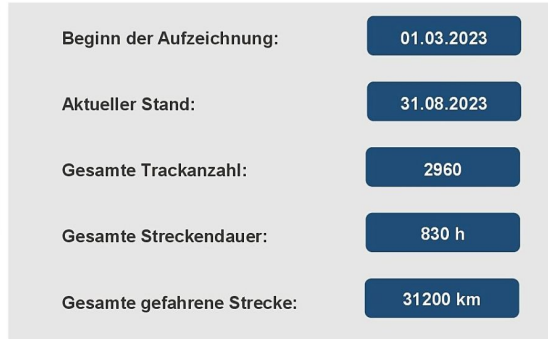 Beginn der Aufzeichnung: 01.03.2023
Aktueller Stand: 31.08.2023
Gesamte Trackanzahl: 2960
Gesamte Streckendauer: 830 h
Gesamte gefahrene Strecke: 31200 km